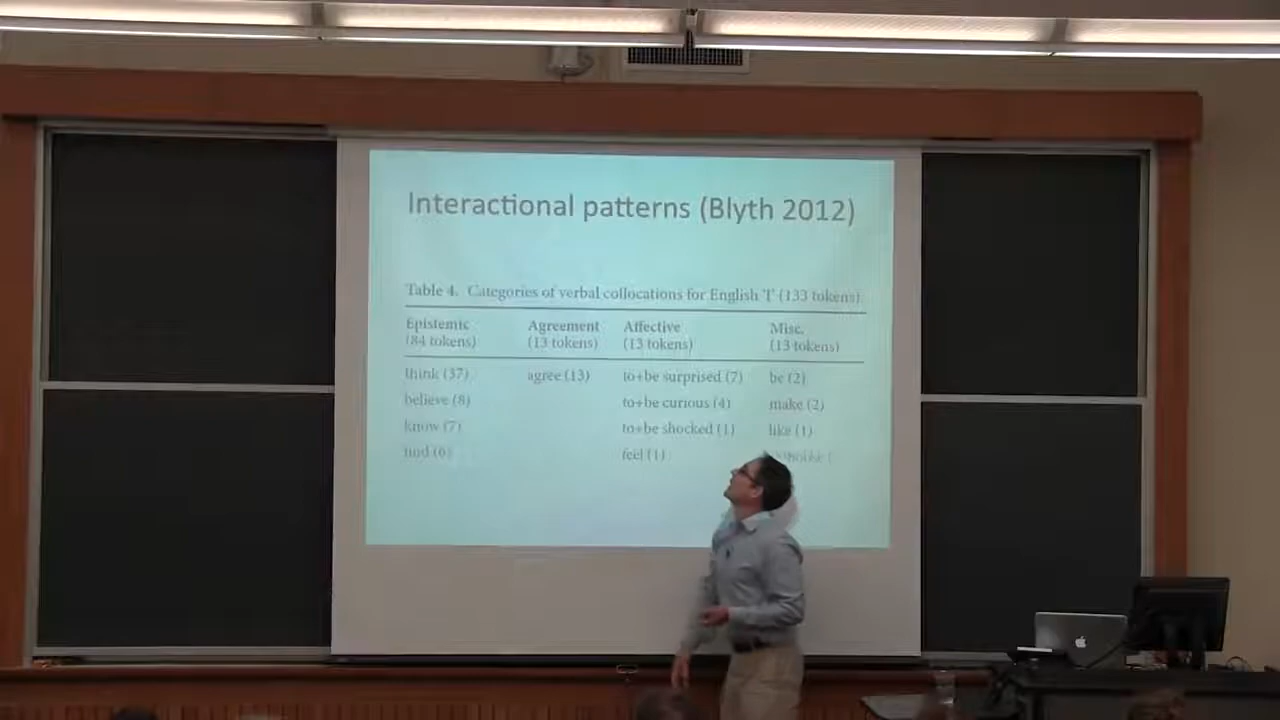 Interactional patterns (Blyth 2012)
Table 4. Categories of verbal collocations for English 'I' (133 tokens)
Epistemic Agreement Affective Misc.
(84 tokens) (13 tokens) (13 tokens) (13 tokens)
think (37) agree (13) to+be surprised (7) be (2)
believe (8) to+be curious (4) make (2)
know (7) to+be shocked (1) like (1)
find (6) feel (1)